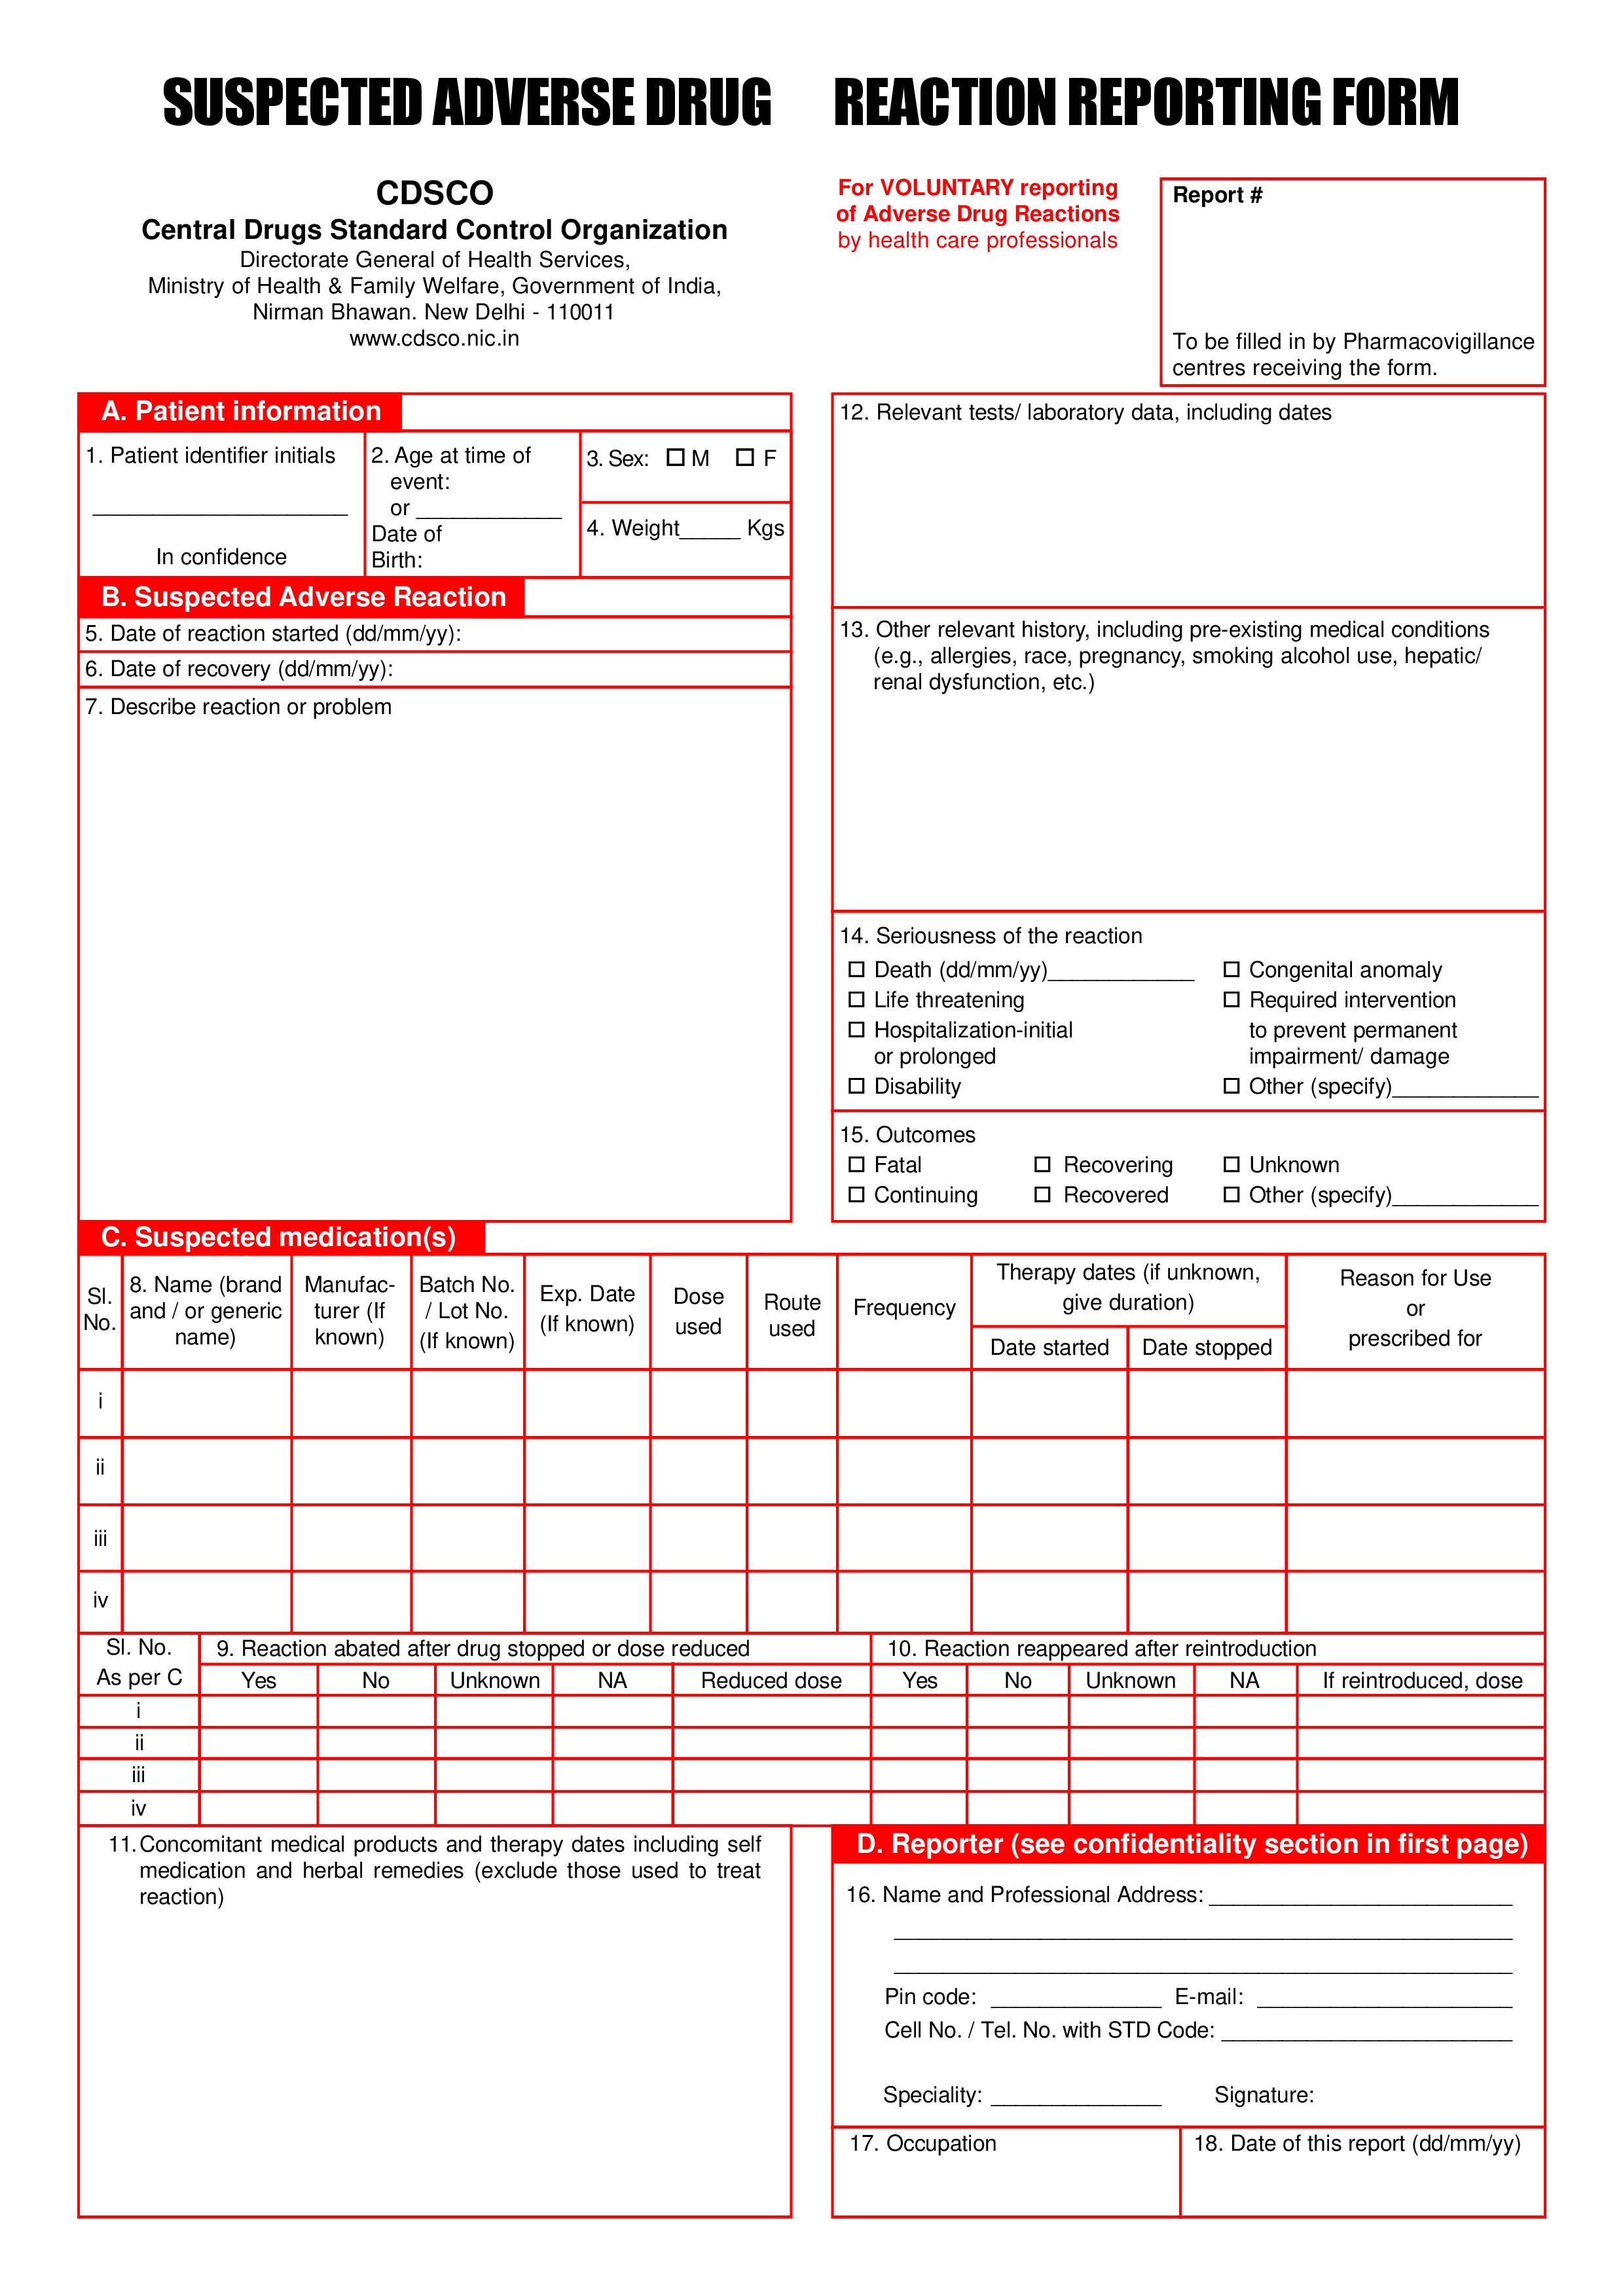 SUSPECTED ADVERSE DRUG REACTION REPORTING FORM
CDSCO
Central Drugs Standard Control Organization
Directorate General of Health Services,
Ministry of Health & Family Welfare, Government of India,
Nirman Bhawan. New Delhi - 110011
www.cdsco.nic.in
For VOLUNTARY reporting
of Adverse Drug Reactions
by health care professionals
Report #
To be filled in by Pharmacovigillance
centres receiving the form.
A. Patient information
1. Patient identifier initials
_____________________
In confidence
2. Age at time of
event:
or ____________
Date of
Birth:
3. Sex: ☐ M ☐ F
4. Weight_____ Kgs
B. Suspected Adverse Reaction
5. Date of reaction started (dd/mm/yy):
6. Date of recovery (dd/mm/yy):
7. Describe reaction or problem
12. Relevant tests/ laboratory data, including dates
13. Other relevant history, including pre-existing medical conditions
(e.g., allergies, race, pregnancy, smoking alcohol use, hepatic/
renal dysfunction, etc.)
14. Seriousness of the reaction
☐ Death (dd/mm/yy)____________
☐ Life threatening
☐ Hospitalization-initial
or prolonged
☐ Disability
☐ Congenital anomaly
☐ Required intervention
to prevent permanent
impairment/ damage
☐ Other (specify)____________
15. Outcomes
☐ Fatal ☐ Recovering ☐ Unknown
☐ Continuing ☐ Recovered ☐ Other (specify)____________
C. Suspected medication(s)
Sl.
No.
8. Name (brand
and / or generic
name)
Manufac-
turer (If
known)
Batch No.
/ Lot No.
(If known)
Exp. Date
(If known)
Dose
used
Route
used
Frequency
Therapy dates (if unknown,
give duration)
Date started Date stopped
Reason for Use
or
prescribed for
i
ii
iii
iv
Sl. No.
As per C
9. Reaction abated after drug stopped or dose reduced
Yes No Unknown NA Reduced dose
10. Reaction reappeared after reintroduction
Yes No Unknown NA If reintroduced, dose
i
ii
iii
iv
11. Concomitant medical products and therapy dates including self
medication and herbal remedies (exclude those used to treat
reaction)
D. Reporter (see confidentiality section in first page)
16. Name and Professional Address: _________________________
___________________________________________________
___________________________________________________
Pin code: ______________ E-mail: _____________________
Cell No. / Tel. No. with STD Code: ________________________
Speciality: ______________ Signature:
17. Occupation
18. Date of this report (dd/mm/yy)